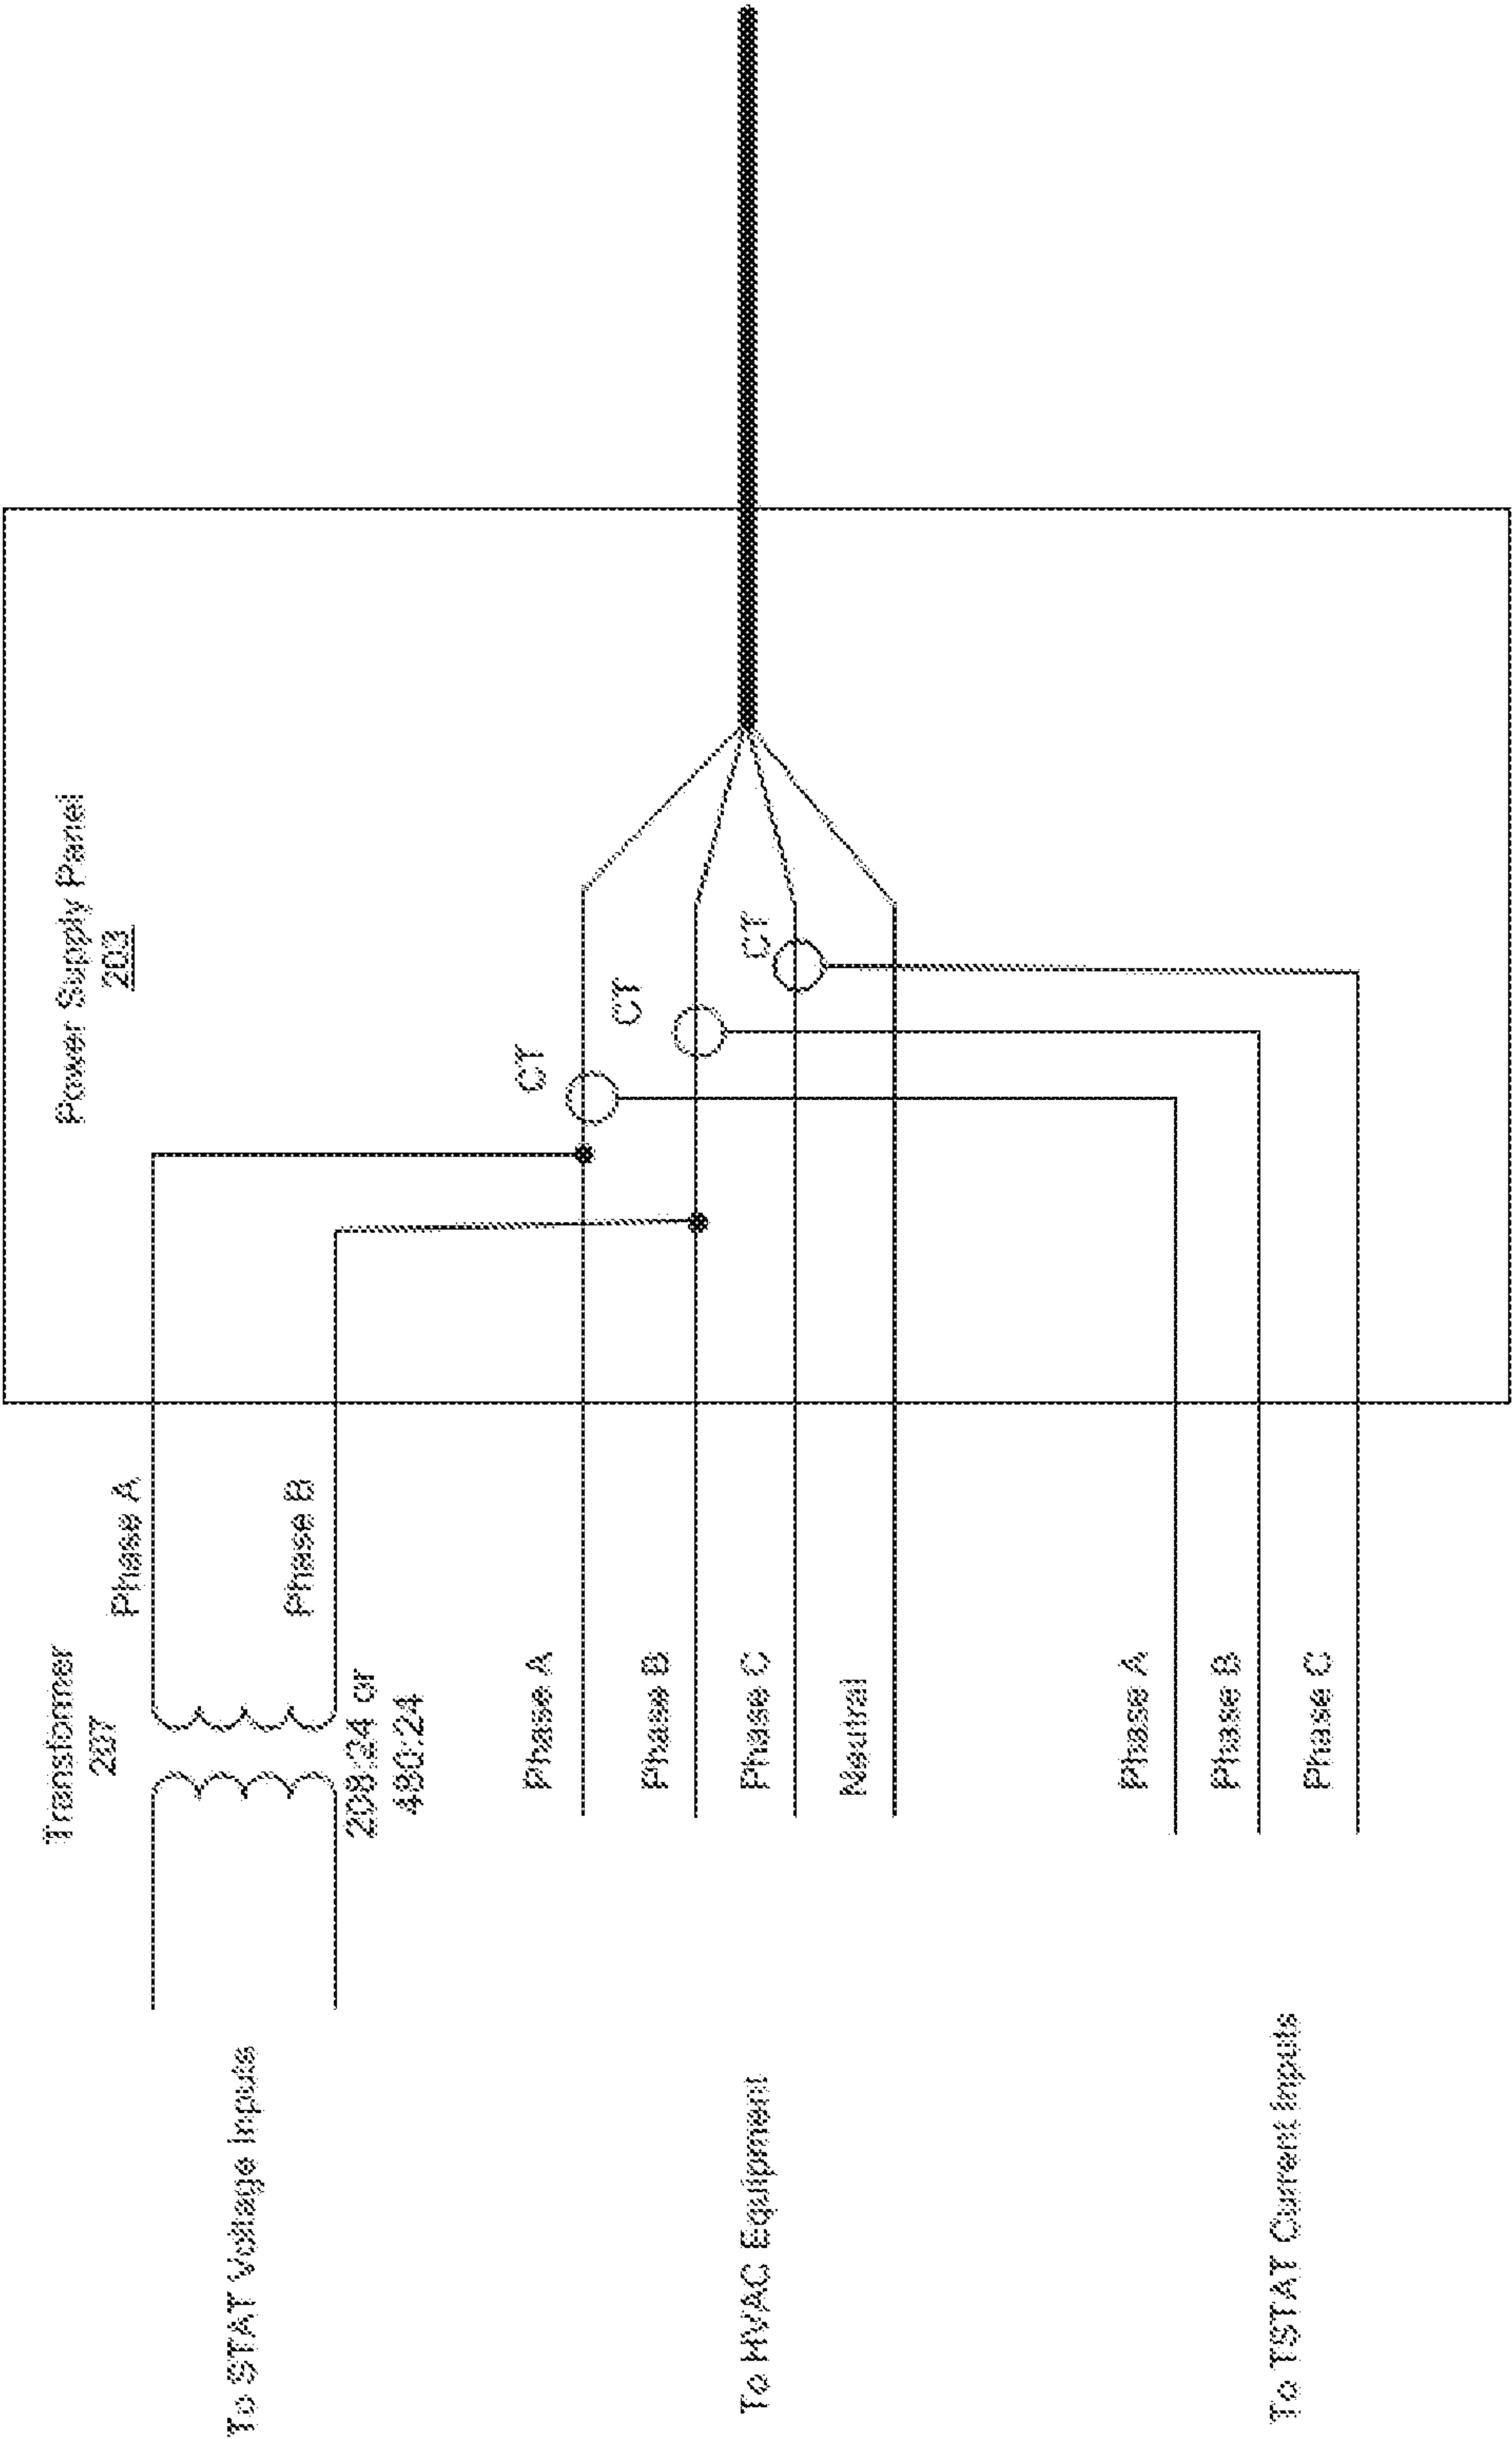 Power Supply Panel
203
CT
CT
CT
Transformer
207
Phase A
Phase B
208:24 or
480:24
Phase A
Phase B
Phase C
Neutral
Phase A
Phase B
Phase C
To STAT Voltage Inputs
To HVAC Equipment
To TSTAT Current Inputs